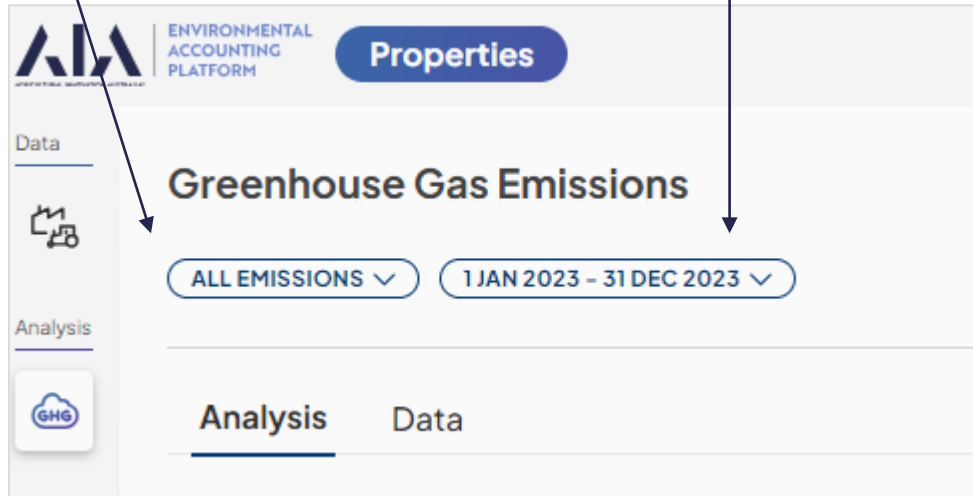 AIA
ENVIRONMENTAL
ACCOUNTING
PLATFORM
Properties
Data
Greenhouse Gas Emissions
ALL EMISSIONS
1 JAN 2023 – 31 DEC 2023
Analysis
GHG
Analysis
Data